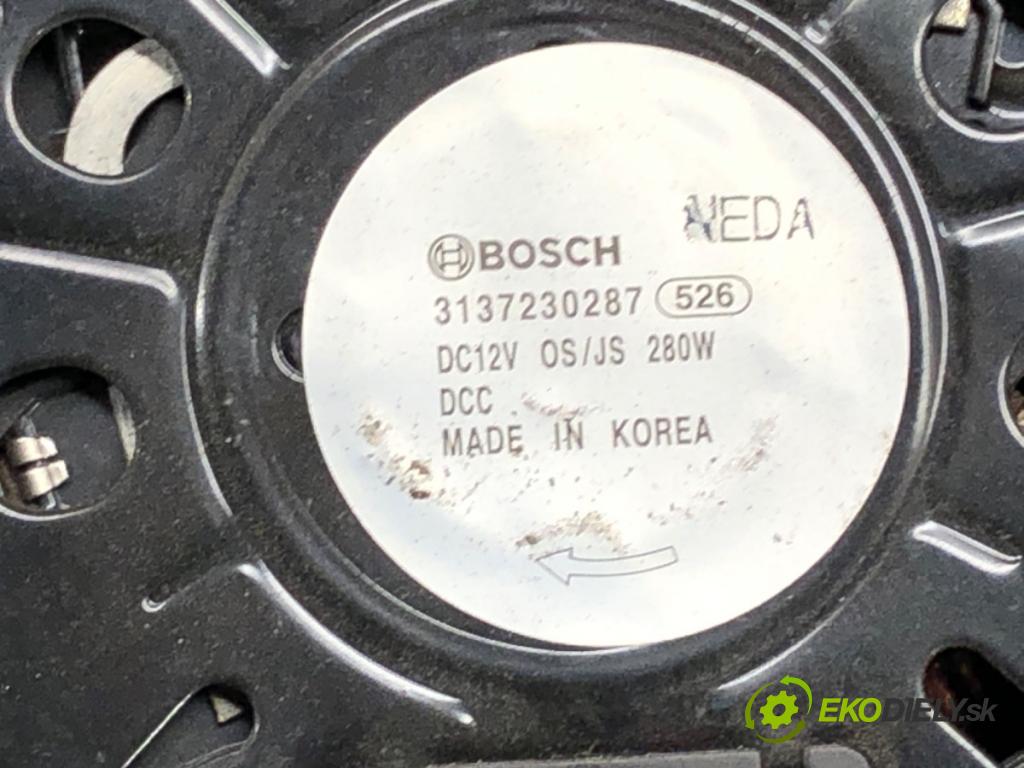 NEDA
BOSCH
3137230287 526
DC12V OS/JS 280W
DCC
MADE IN KOREA
EKODIELY.sk